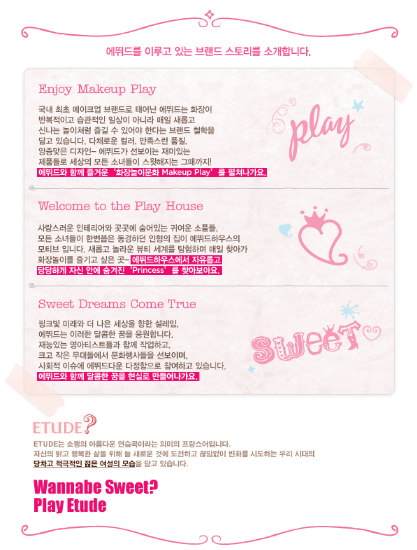 에뛰드를 이루고 있는 브랜드 스토리를 소개합니다.
Enjoy Makeup Play
국내 최초 메이크업 브랜드로 태어난 에뛰드는 화장이
반복적이고 습관적인 일상이 아니라 매일 새롭고
신나는 놀이처럼 즐길 수 있어야 한다는 브랜드 철학을
담고 있습니다. 다채로운 컬러, 만족스런 품질,
앙증맞은 디자인~ 에뛰드가 선보이는 재미있는
제품들로 세상의 모든 소녀들이 스윗해지는 그때까지!
에뛰드와 함께 즐거운 '화장놀이문화 Makeup Play' 를 펼쳐나가요.
play
Welcome to the Play House
사랑스러운 인테리어와 곳곳에 숨어있는 귀여운 소품들,
모든 소녀들이 한번쯤은 동경하던 인형의 집이 에뛰드하우스의
모티브 입니다. 새롭고 놀라운 뷰티 세계를 탐험하며 매일 찾아가
화장놀이를 즐기고 싶은 곳~ 에뛰드하우스에서 자유롭고
당당하게 자신 안에 숨겨진 'Princess' 를 찾아보아요.
Sweet Dreams Come True
핑크빛 미래와 더 나은 세상을 향한 설레임,
에뛰드는 이러한 달콤한 꿈을 응원합니다.
재능있는 영아티스트들과 함께 작업하고,
크고 작은 무대들에서 문화행사들을 선보이며,
사회적 이슈에 에뛰드다운 다정함으로 참여하고 있습니다.
에뛰드와 함께 달콤한 꿈을 현실로 만들어나가요.
SWEET
ETUDE?
ETUDE는 쇼팽의 아름다운 연습곡이라는 의미의 프랑스어입니다.
자신의 밝고 행복한 삶을 위해 늘 새로운 것에 도전하고 끊임없이 변화를 시도하는 우리 시대의
당차고 적극적인 젊은 여성의 모습을 담고 있습니다.
Wannabe Sweet?
Play Etude